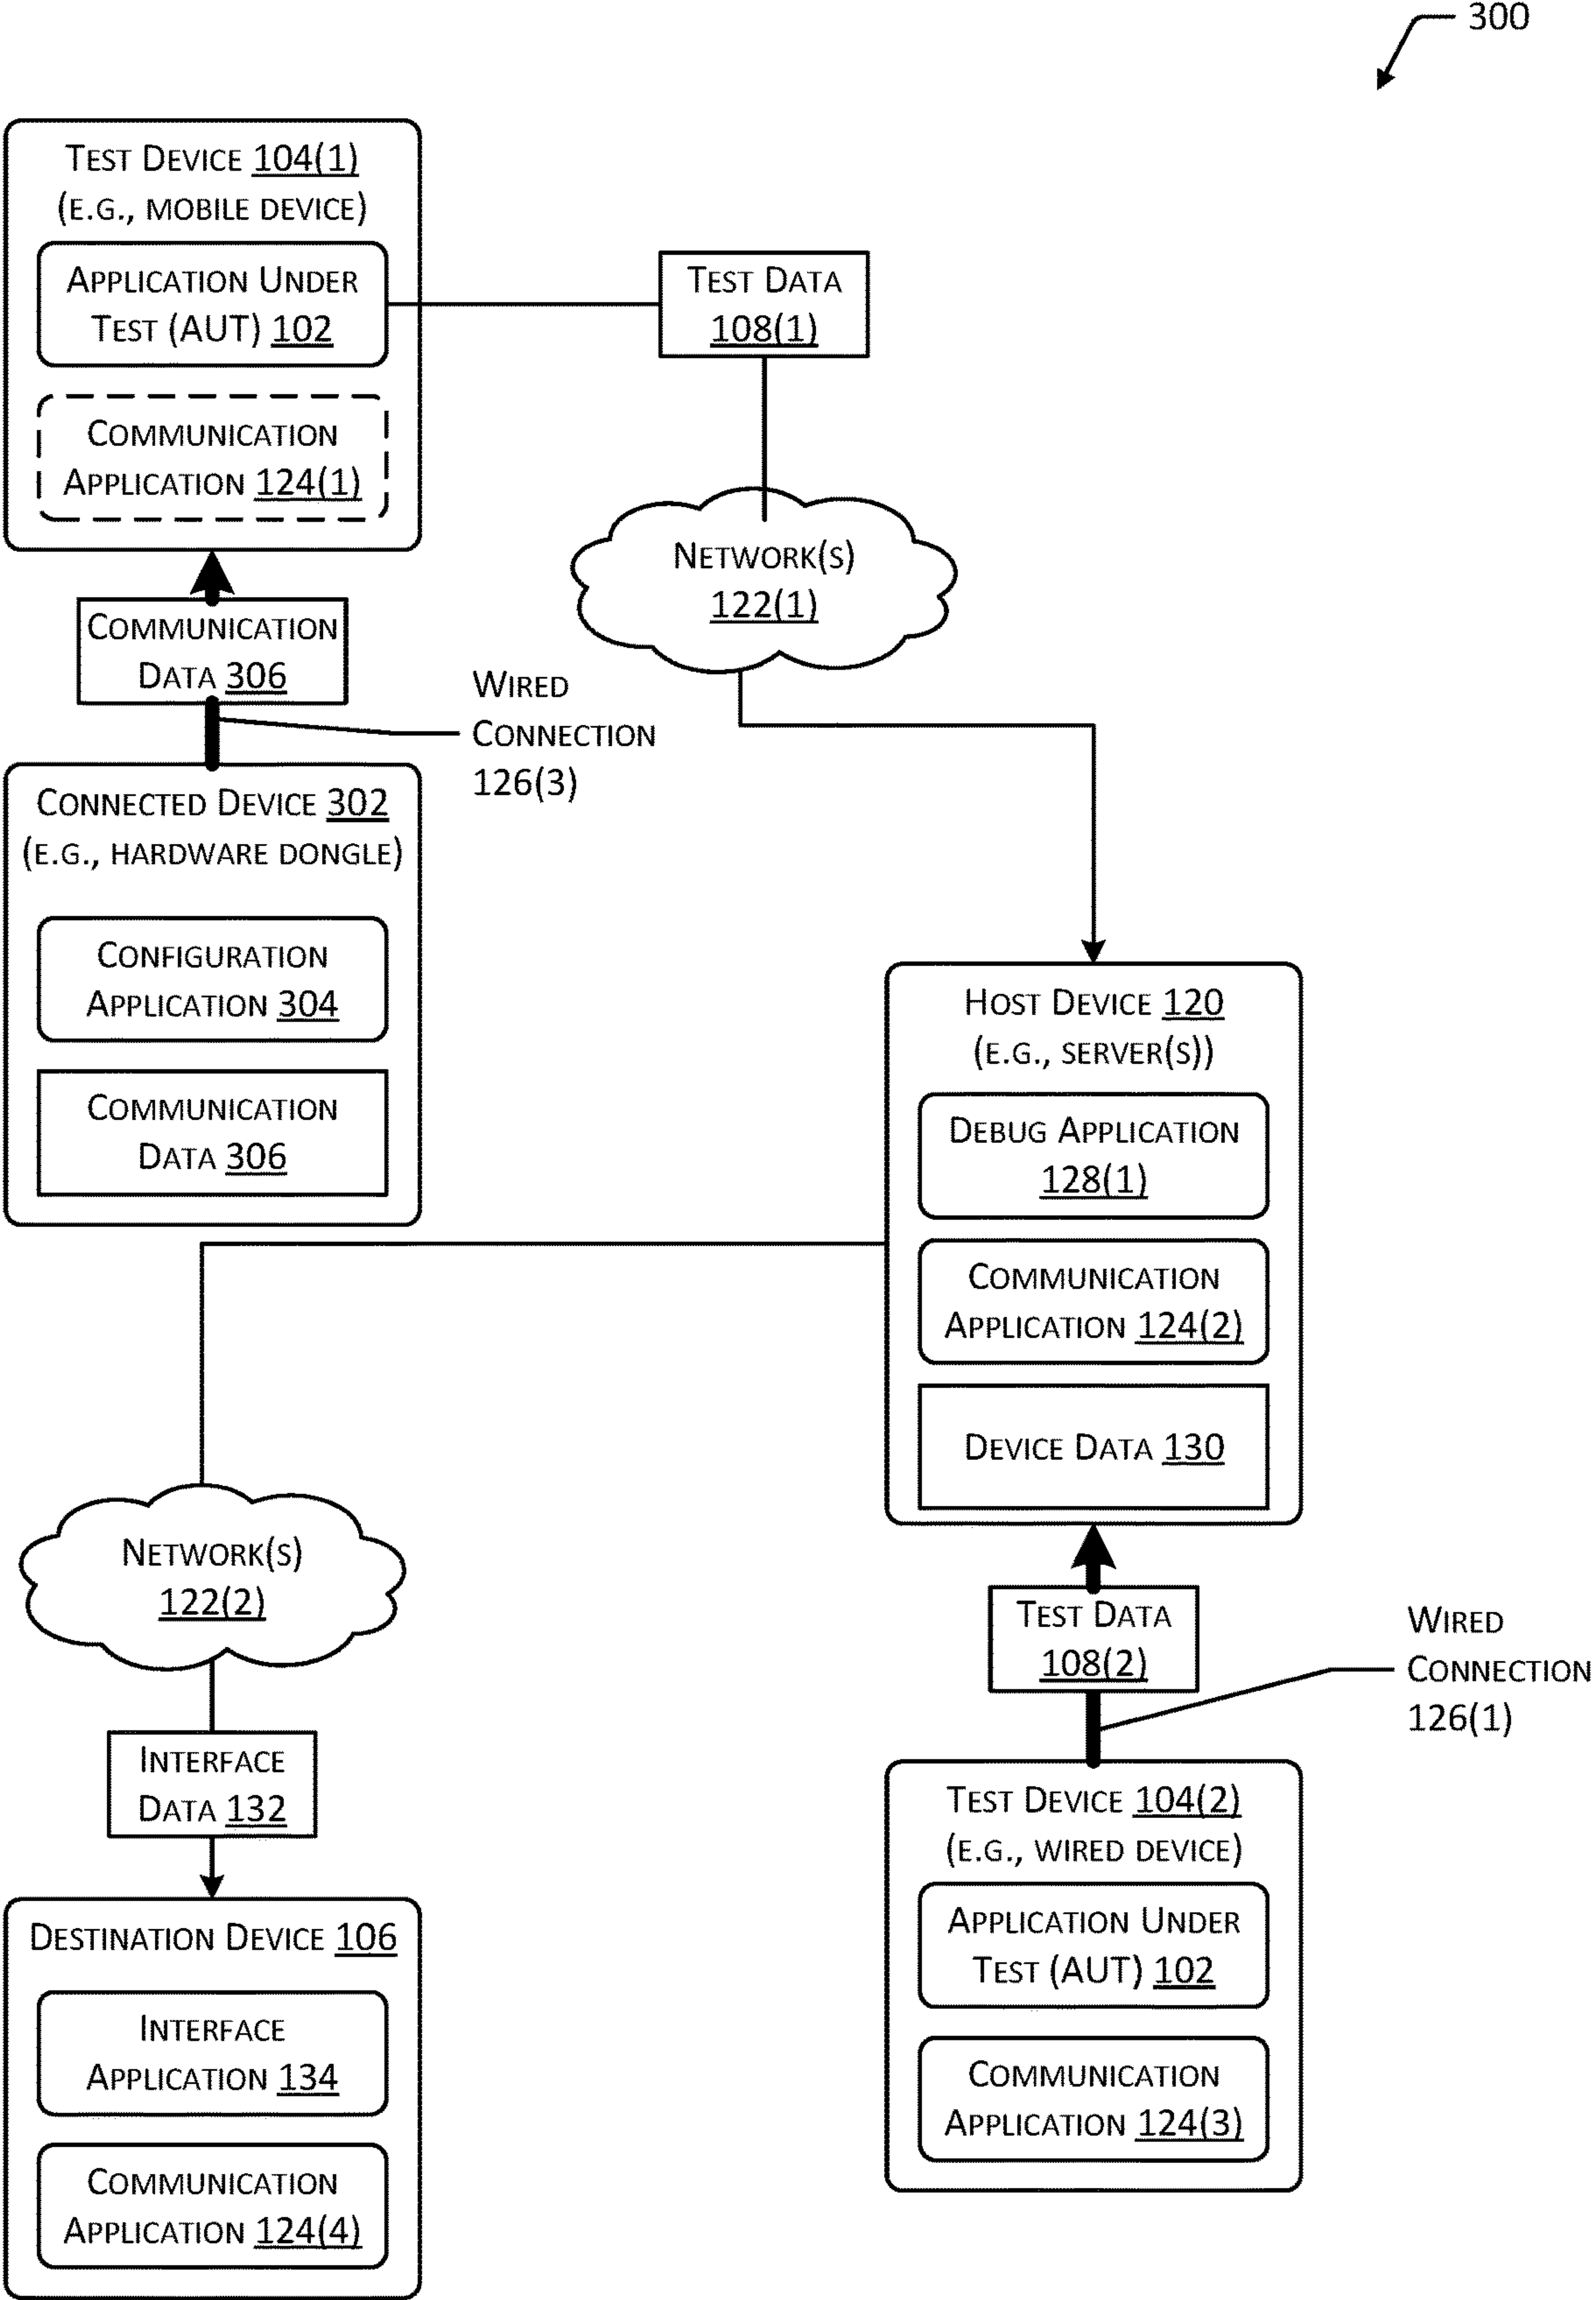 300
Test Device 104(1)
(e.g., mobile device)
Application Under
Test (AUT) 102
Communication
Application 124(1)
Test Data
108(1)
Network(s)
122(1)
Communication
Data 306
Wired
Connection
126(3)
Connected Device 302
(e.g., hardware dongle)
Configuration
Application 304
Communication
Data 306
Host Device 120
(e.g., server(s))
Debug Application
128(1)
Communication
Application 124(2)
Device Data 130
Network(s)
122(2)
Interface
Data 132
Test Data
108(2)
Wired
Connection
126(1)
Destination Device 106
Interface
Application 134
Communication
Application 124(4)
Test Device 104(2)
(e.g., wired device)
Application Under
Test (AUT) 102
Communication
Application 124(3)